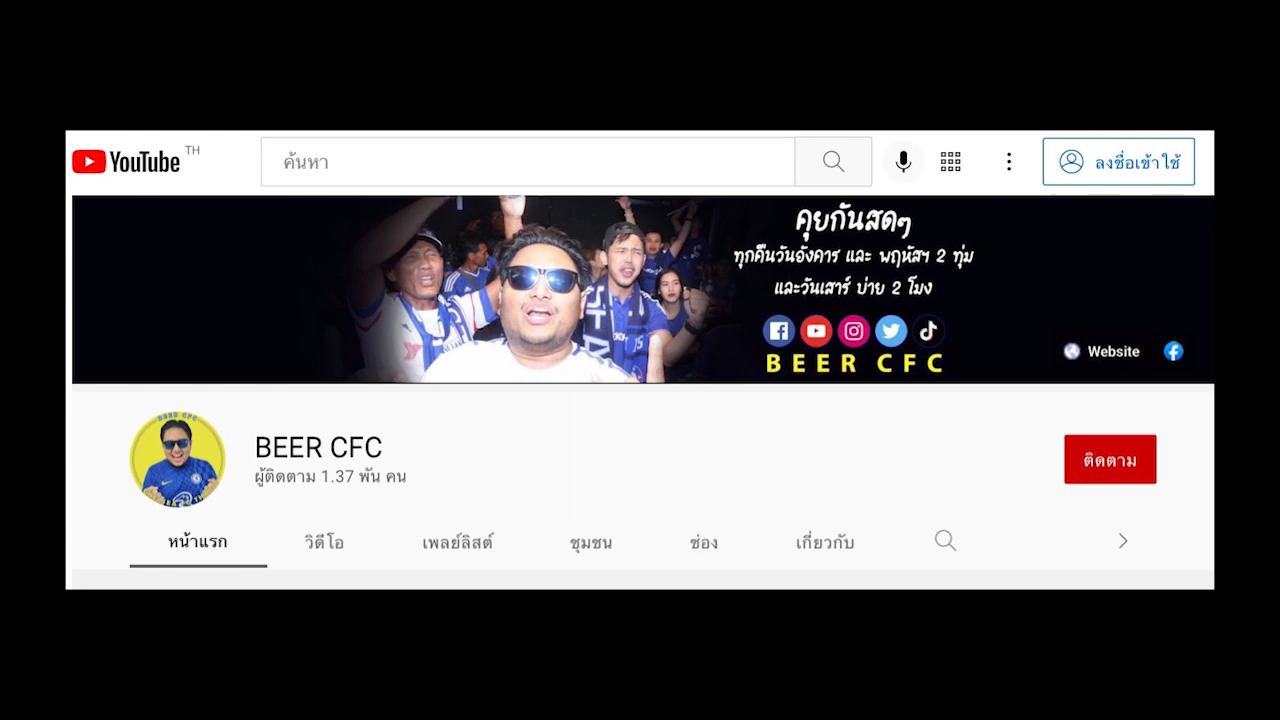 YouTube TH
ค้นหา
ลงชื่อเข้าใช้
คุยกันสดๆ
ทุกคืนวันอังคาร และ พฤหัสฯ 2 ทุ่ม
และวันเสาร์ บ่าย 2 โมง
BEER CFC
Website
BEER CFC
ผู้ติดตาม 1.37 พัน คน
ติดตาม
หน้าแรก วิดีโอ เพลย์ลิสต์ ชุมชน ช่อง เกี่ยวกับ